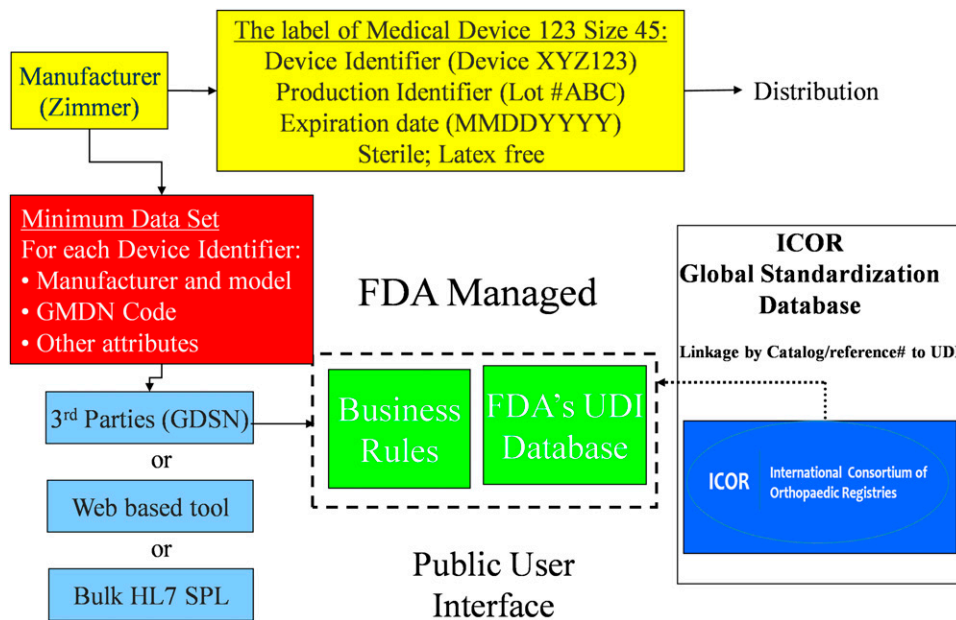 The label of Medical Device 123 Size 45:
Device Identifier (Device XYZ123)
Production Identifier (Lot #ABC)
Expiration date (MMDDYYYY)
Sterile; Latex free
Manufacturer
(Zimmer)
Distribution
Minimum Data Set
For each Device Identifier:
• Manufacturer and model
• GMDN Code
• Other attributes
FDA Managed
ICOR
Global Standardization
Database
Linkage by Catalog/reference# to UD
3rd Parties (GDSN)
or
Web based tool
or
Bulk HL7 SPL
Business
Rules
FDA's UDI
Database
ICOR
International Consortium of
Orthopaedic Registries
Public User
Interface